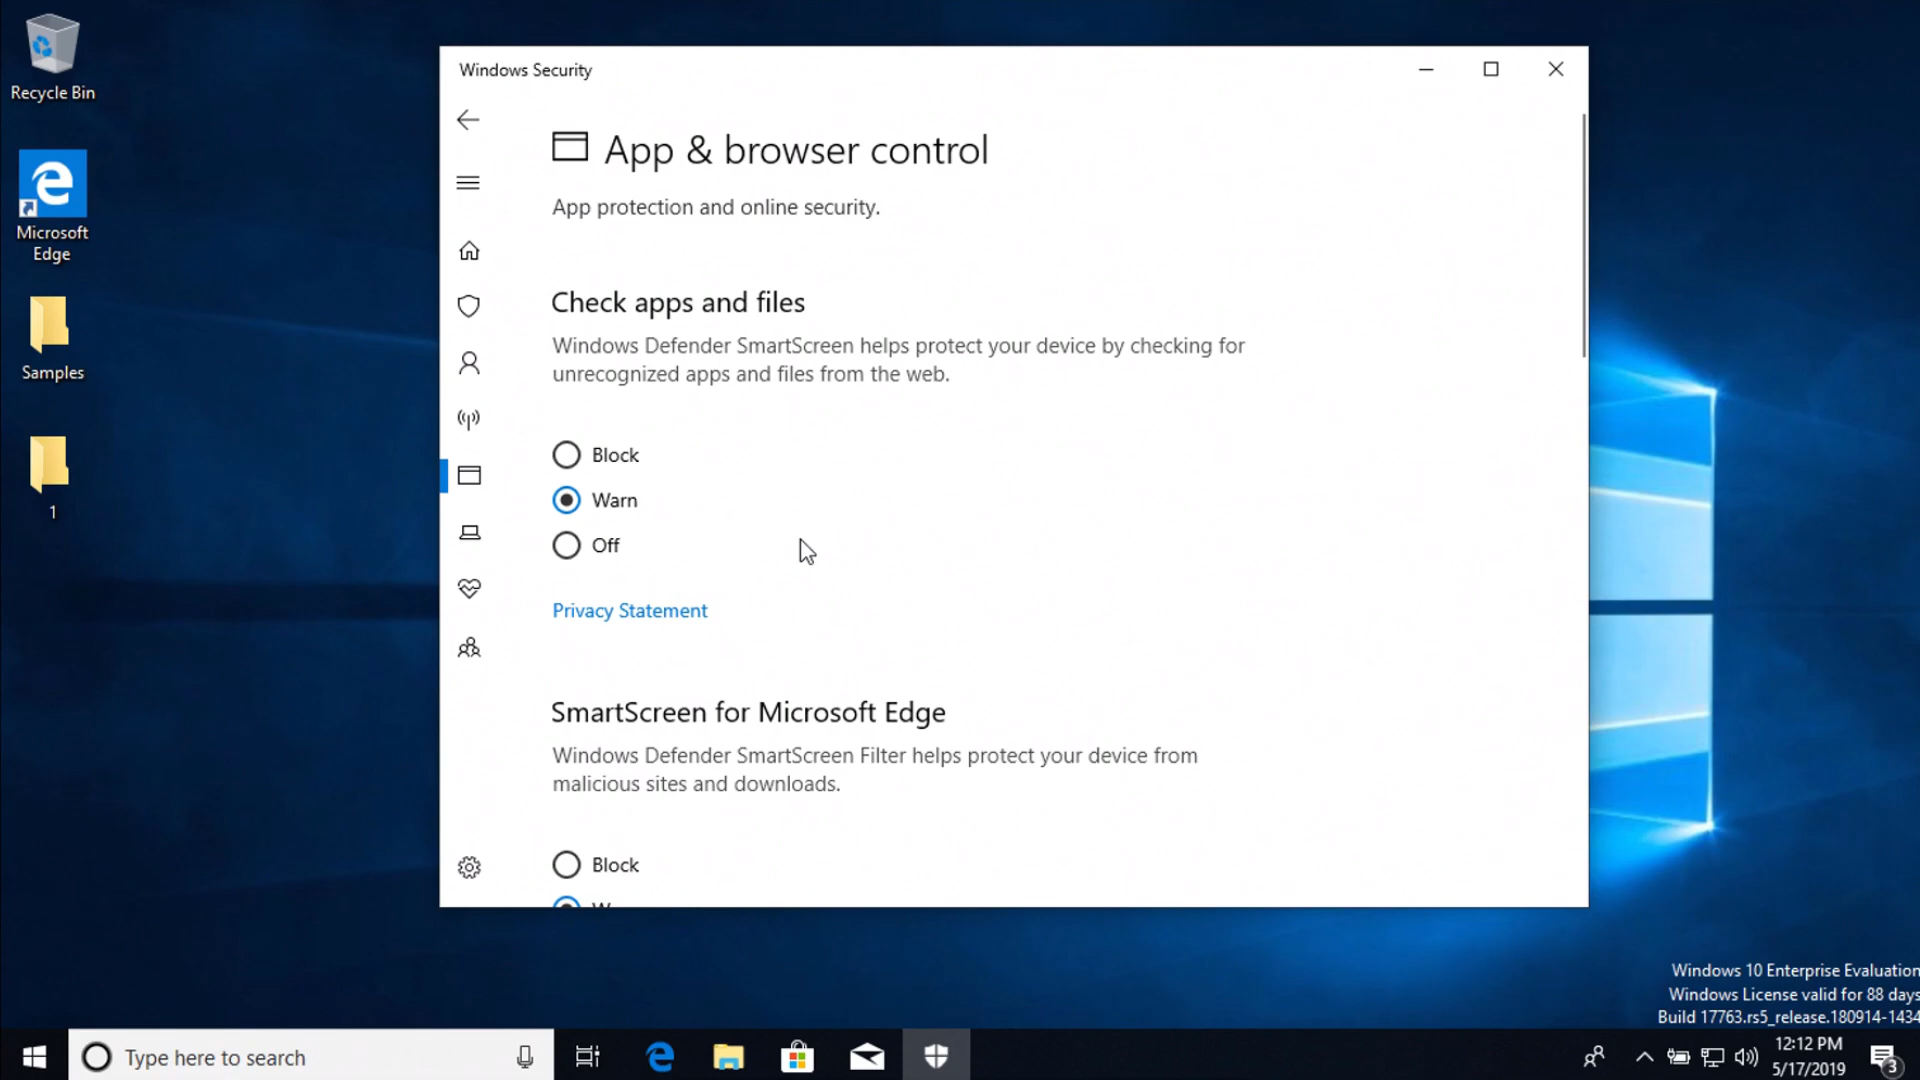 Recycle Bin
Microsoft
Edge
Samples
1
Windows Security
App & browser control
App protection and online security.
Check apps and files
Windows Defender SmartScreen helps protect your device by checking for
unrecognized apps and files from the web.
Block
Warn
Off
Privacy Statement
SmartScreen for Microsoft Edge
Windows Defender SmartScreen Filter helps protect your device from
malicious sites and downloads.
Block
Windows 10 Enterprise Evaluation
Windows License valid for 88 days
Build 17763.rs5_release.180914-1434
Type here to search
12:12 PM
5/17/2019
3